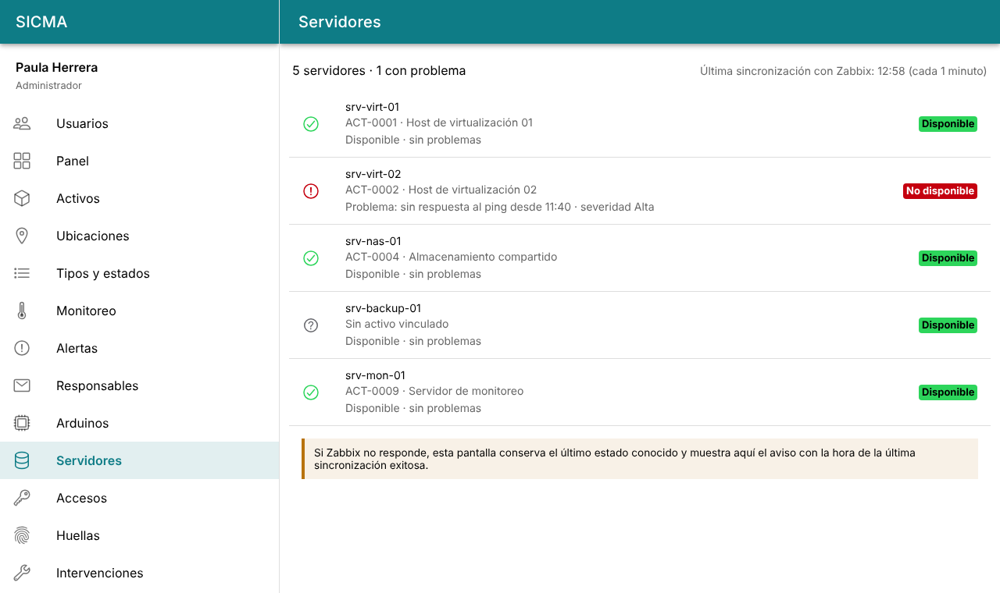 SICMA
Servidores
Paula Herrera
Administrador
Usuarios
Panel
Activos
Ubicaciones
Tipos y estados
Monitoreo
Alertas
Responsables
Arduinos
Servidores
Accesos
Huellas
Intervenciones
5 servidores · 1 con problema
Última sincronización con Zabbix: 12:58 (cada 1 minuto)
srv-virt-01
ACT-0001 · Host de virtualización 01
Disponible · sin problemas
Disponible
srv-virt-02
ACT-0002 · Host de virtualización 02
Problema: sin respuesta al ping desde 11:40 · severidad Alta
No disponible
srv-nas-01
ACT-0004 · Almacenamiento compartido
Disponible · sin problemas
Disponible
srv-backup-01
Sin activo vinculado
Disponible · sin problemas
Disponible
srv-mon-01
ACT-0009 · Servidor de monitoreo
Disponible · sin problemas
Disponible
Si Zabbix no responde, esta pantalla conserva el último estado conocido y muestra aquí el aviso con la hora de la última
sincronización exitosa.